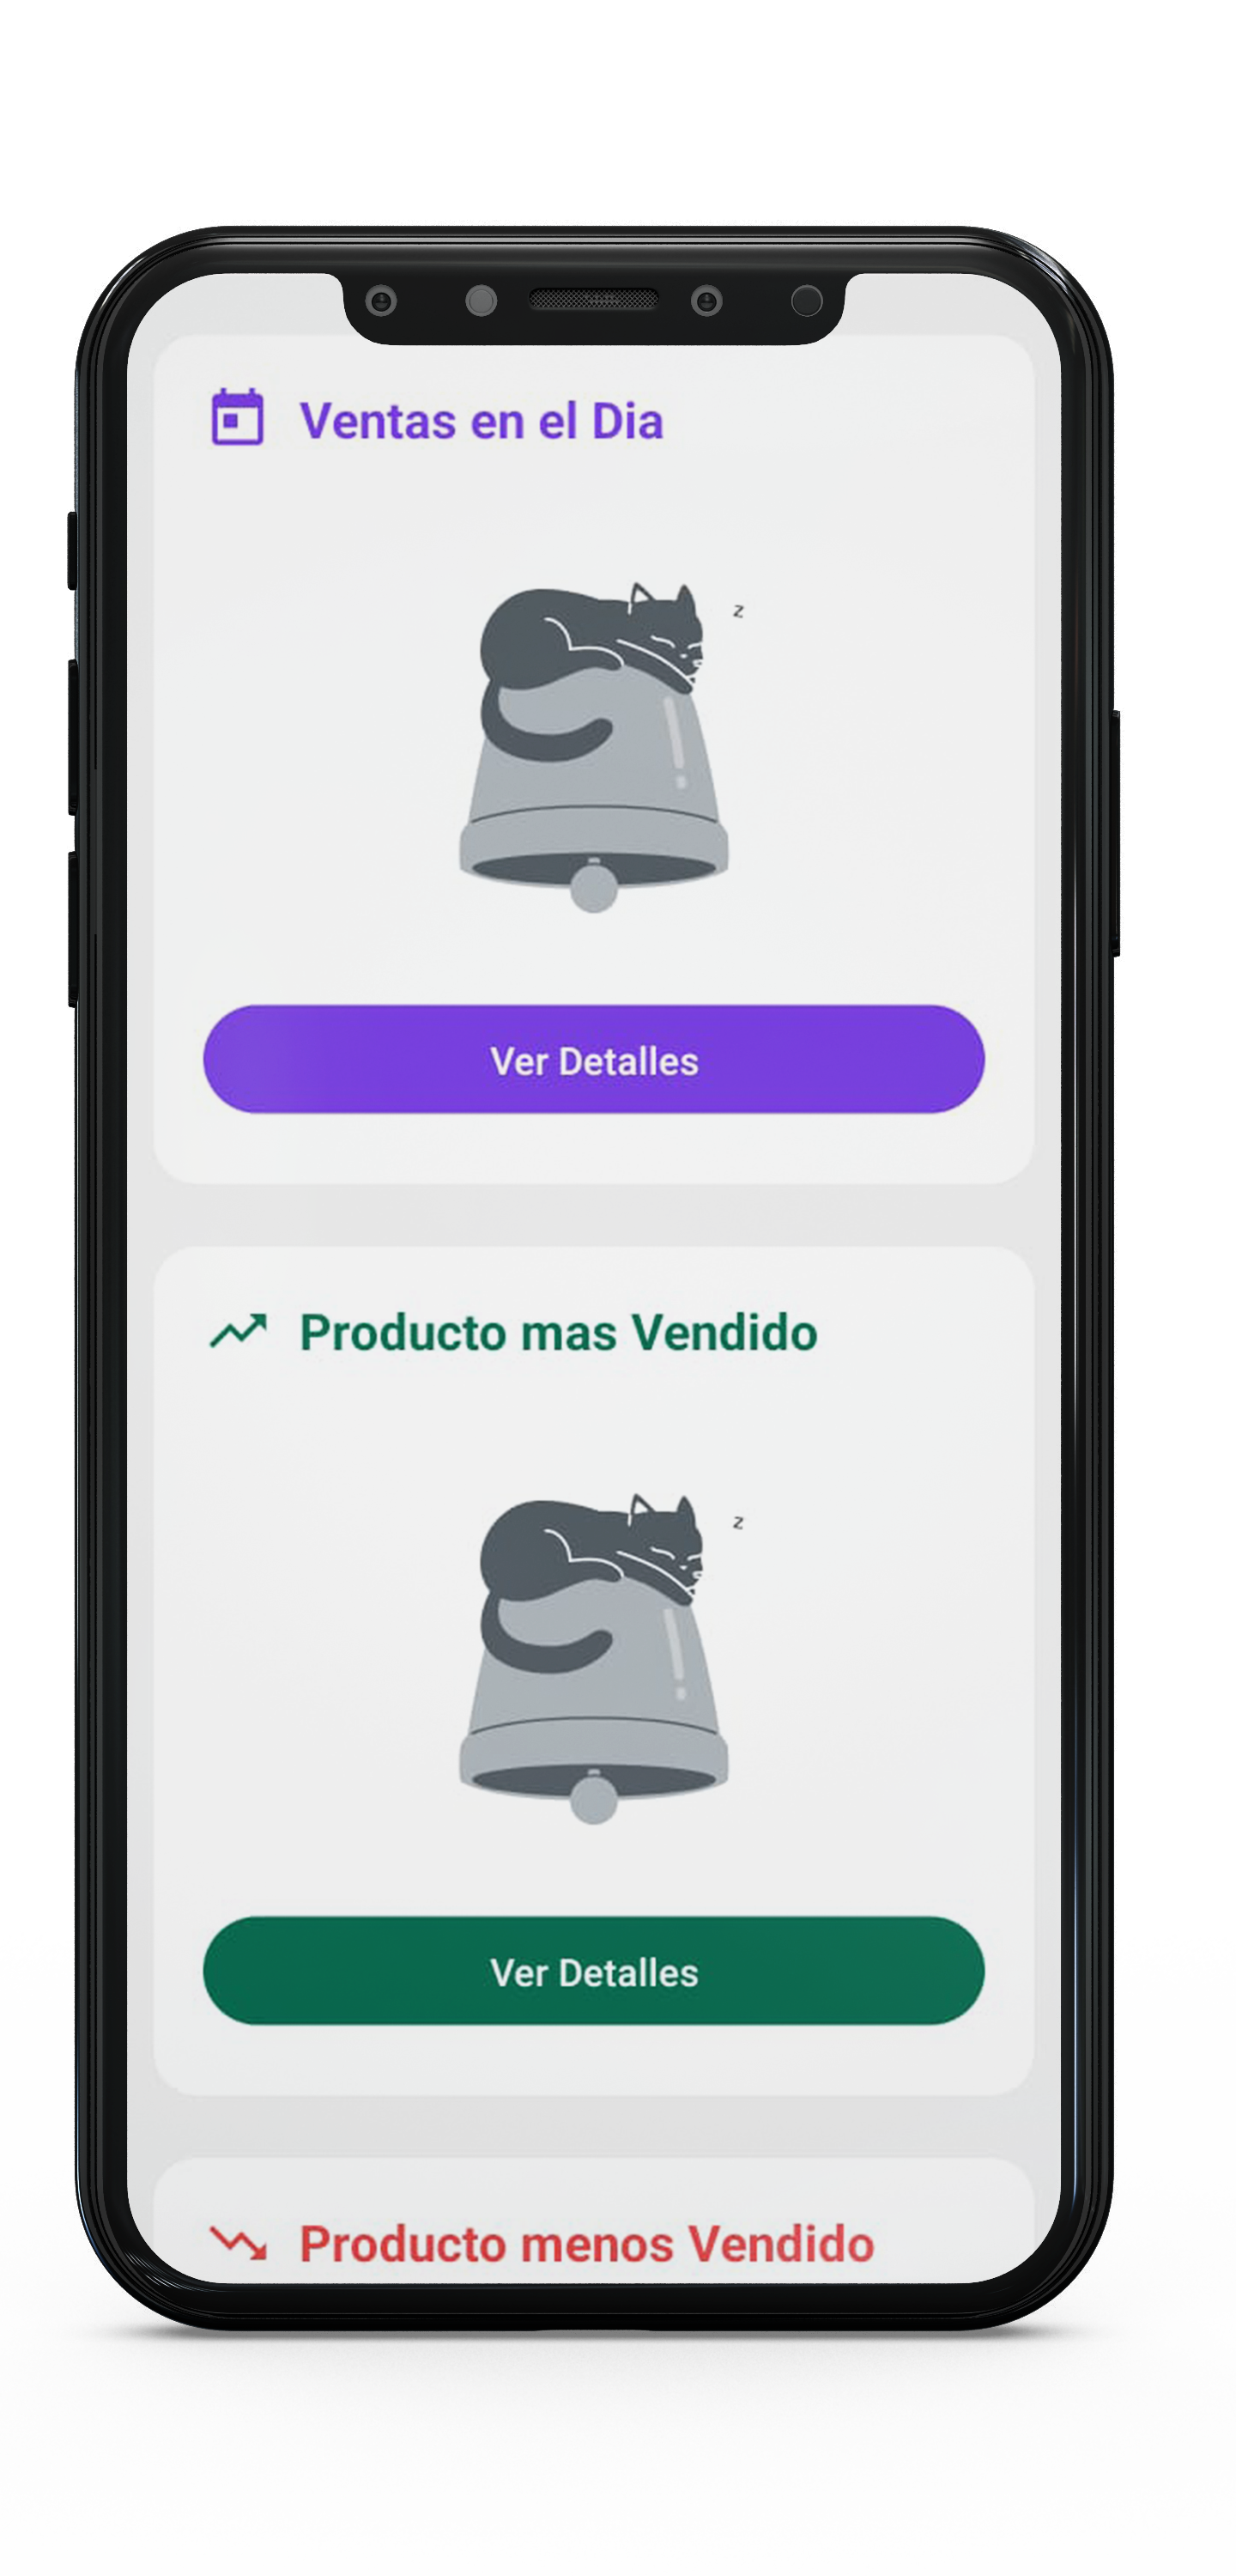 Ventas en el Dia
z
Ver Detalles
Producto mas Vendido
z
Ver Detalles
Producto menos Vendido